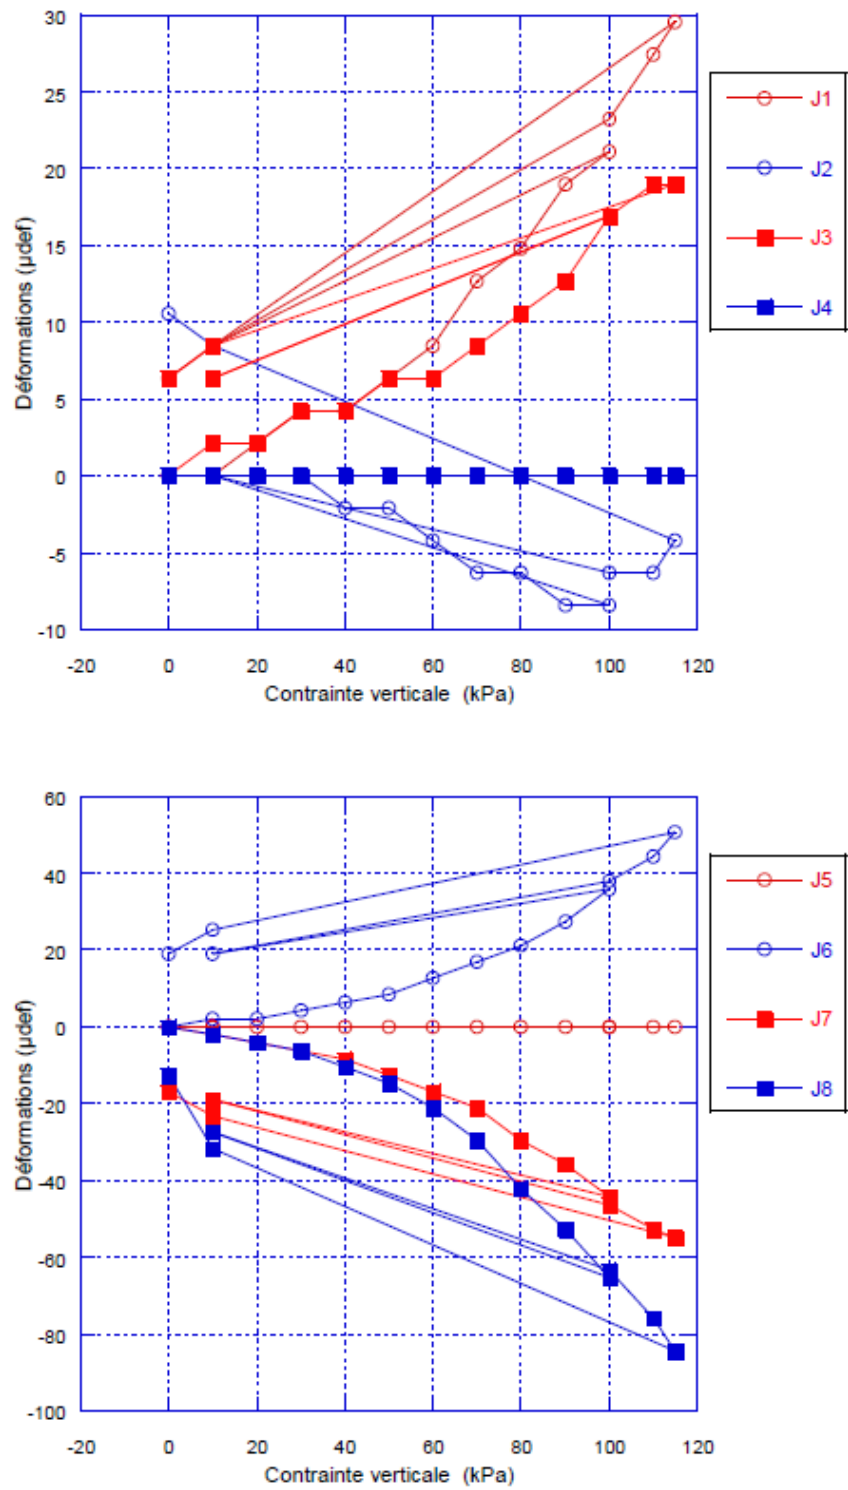 30
25
20
15
10
5
0
-5
-10
Déformations (µdef)
-20 0 20 40 60 80 100 120
Contrainte verticale (kPa)
J1
J2
J3
J4
60
40
20
0
-20
-40
-60
-80
-100
Déformations (µdef)
-20 0 20 40 60 80 100 120
Contrainte verticale (kPa)
J5
J6
J7
J8